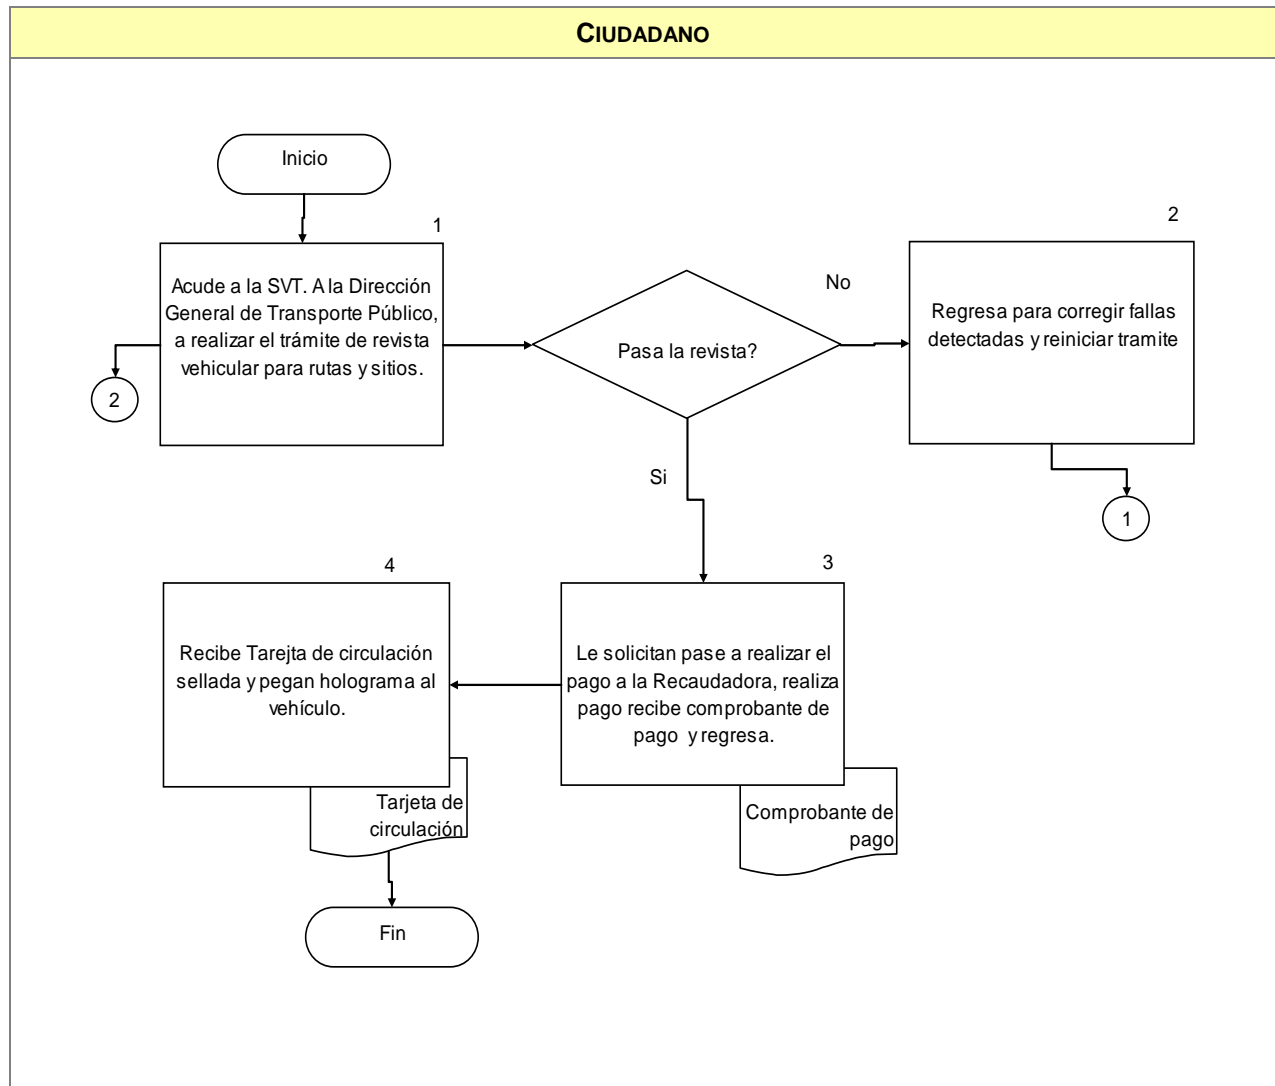 CIUDADANO
Inicio
1
Acude a la SVT. A la Dirección
General de Transporte Público,
a realizar el trámite de revista
vehicular para rutas y sitios.
2
Pasa la revista?
No
Si
2
Regresa para corregir fallas
detectadas y reiniciar tramite
1
3
Le solicitan pase a realizar el
pago a la Recaudadora, realiza
pago recibe comprobante de
pago y regresa.
Comprobante de
pago
4
Recibe Tarejta de circulación
sellada y pegan holograma al
vehículo.
Tarjeta de
circulación
Fin